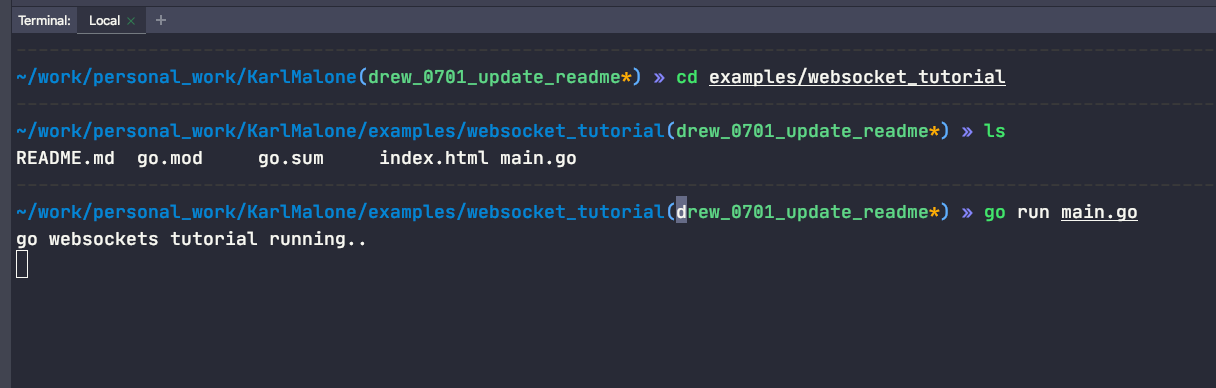 Terminal: Local × +
~/work/personal_work/KarlMalone(drew_0701_update_readme*) » cd examples/websocket_tutorial
~/work/personal_work/KarlMalone/examples/websocket_tutorial(drew_0701_update_readme*) » ls
README.md go.mod go.sum index.html main.go
~/work/personal_work/KarlMalone/examples/websocket_tutorial(drew_0701_update_readme*) » go run main.go
go websockets tutorial running..